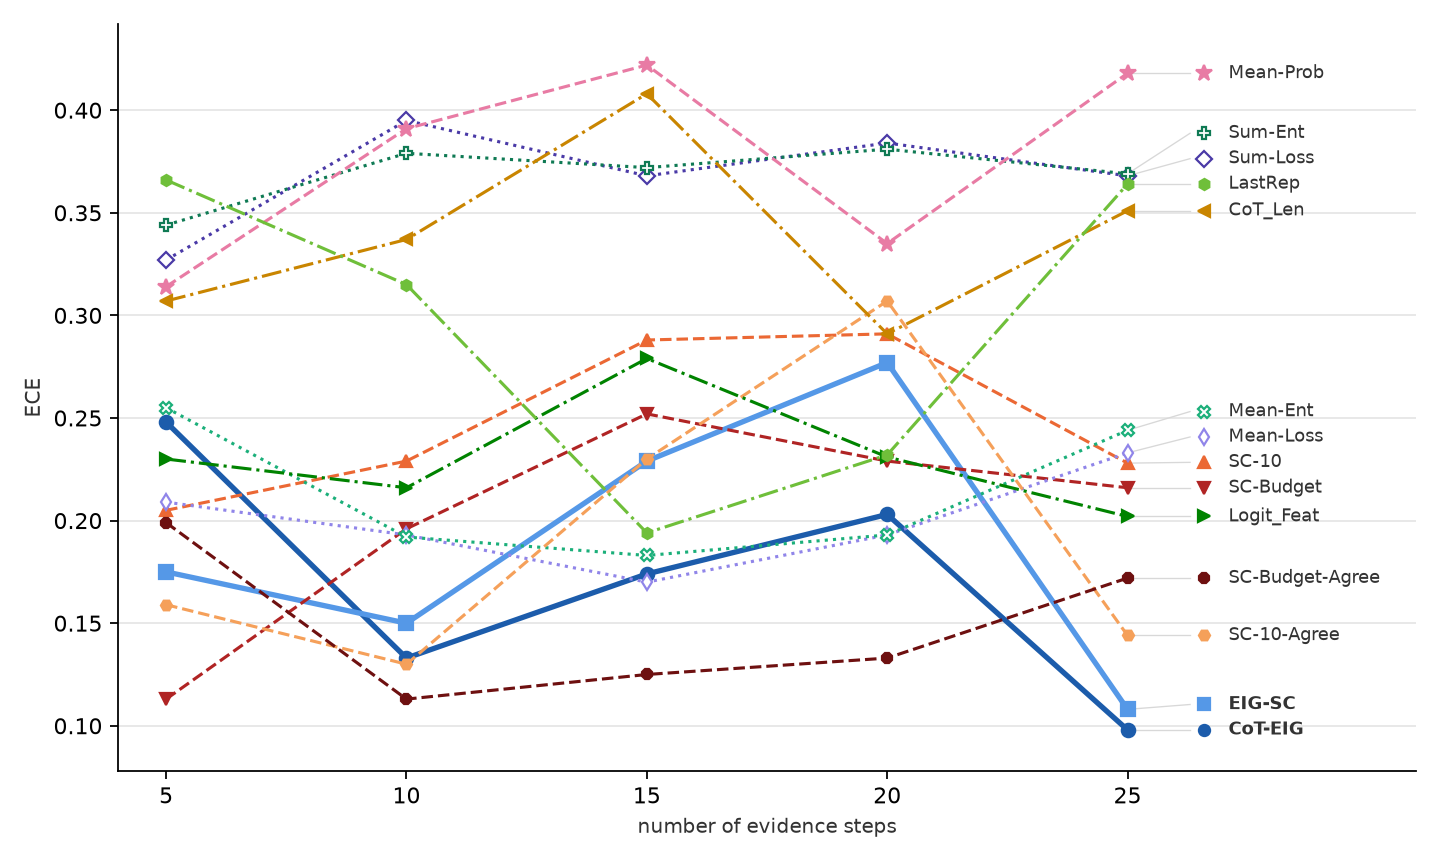 ECE
0.40
0.35
0.30
0.25
0.20
0.15
0.10
5
10
15
20
25
number of evidence steps
Mean-Prob
Sum-Ent
Sum-Loss
LastRep
CoT_Len
Mean-Ent
Mean-Loss
SC-10
SC-Budget
Logit_Feat
SC-Budget-Agree
SC-10-Agree
EIG-SC
CoT-EIG